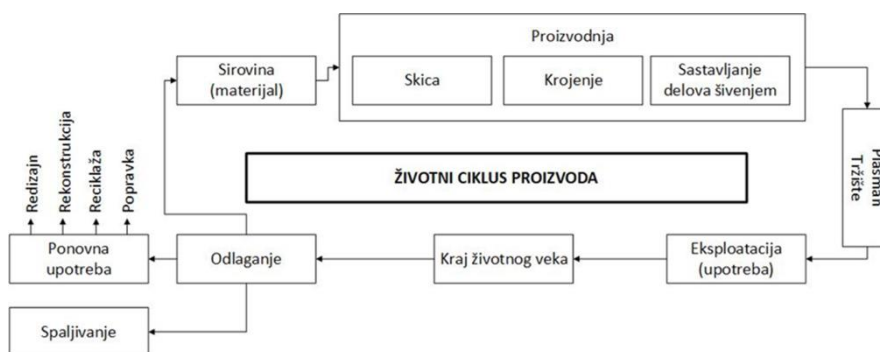 Proizvodnja
Sirovina
(materijal)
Skica
Krojenje
Sastavljanje
delova šivenjem
Plasman
Tržište
ŽIVOTNI CIKLUS PROIZVODA
Redizajn
Rekonstrukcija
Reciklaža
Popravka
Ponovna
upotreba
Odlaganje
Kraj životnog veka
Eksploatacija
(upotreba)
Spaljivanje